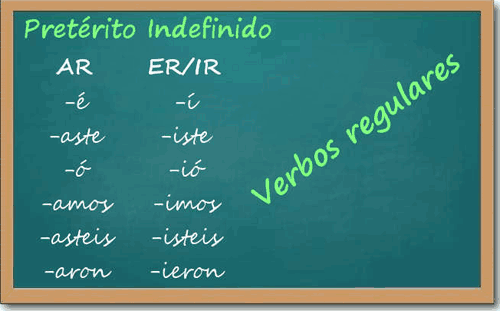 Pretérito Indefinido
AR ER/IR
-é -í
-aste -iste
-ó -ió
-amos -imos
-asteis -isteis
-aron -ieron
Verbos regulares